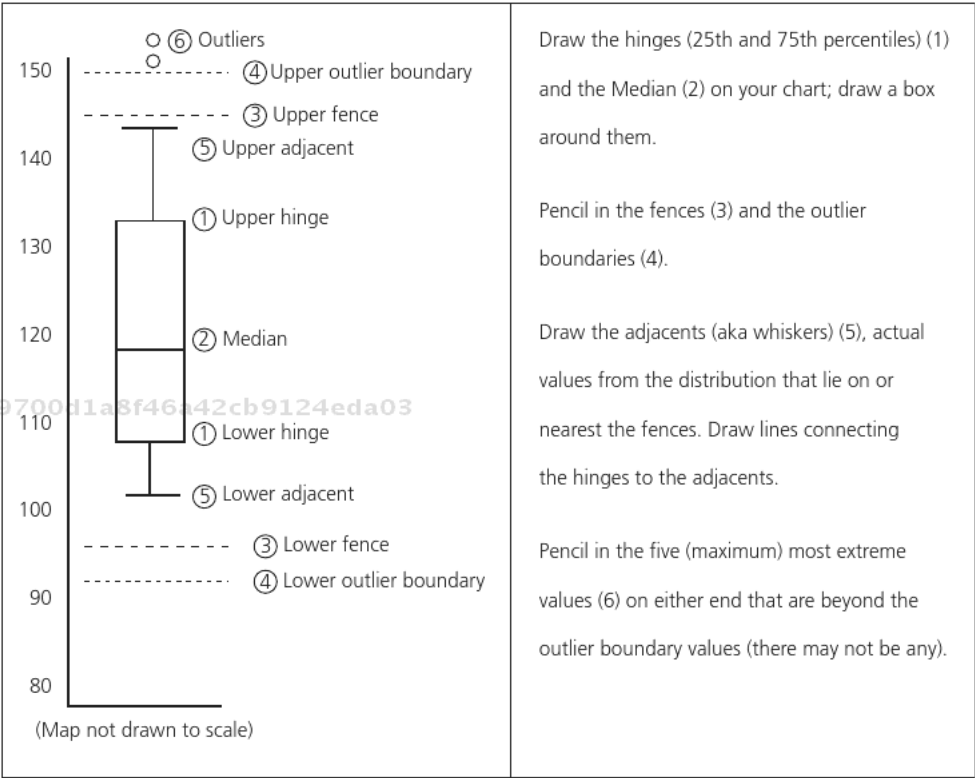 ⑥ Outliers
150
④ Upper outlier boundary
③ Upper fence
140
⑤ Upper adjacent
① Upper hinge
130
120
② Median
9700d1a8f46a42cb9124eda03
110
① Lower hinge
⑤ Lower adjacent
100
③ Lower fence
④ Lower outlier boundary
90
80
(Map not drawn to scale)
Draw the hinges (25th and 75th percentiles) (1)
and the Median (2) on your chart; draw a box
around them.
Pencil in the fences (3) and the outlier
boundaries (4).
Draw the adjacents (aka whiskers) (5), actual
values from the distribution that lie on or
nearest the fences. Draw lines connecting
the hinges to the adjacents.
Pencil in the five (maximum) most extreme
values (6) on either end that are beyond the
outlier boundary values (there may not be any).